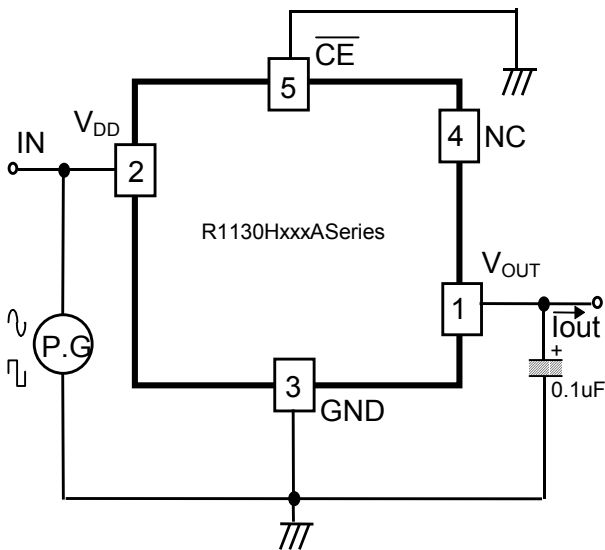 CE
5
VDD
IN
4
NC
2
R1130HxxxASeries
VOUT
1
Iout
P.G
+
0.1uF
3
GND